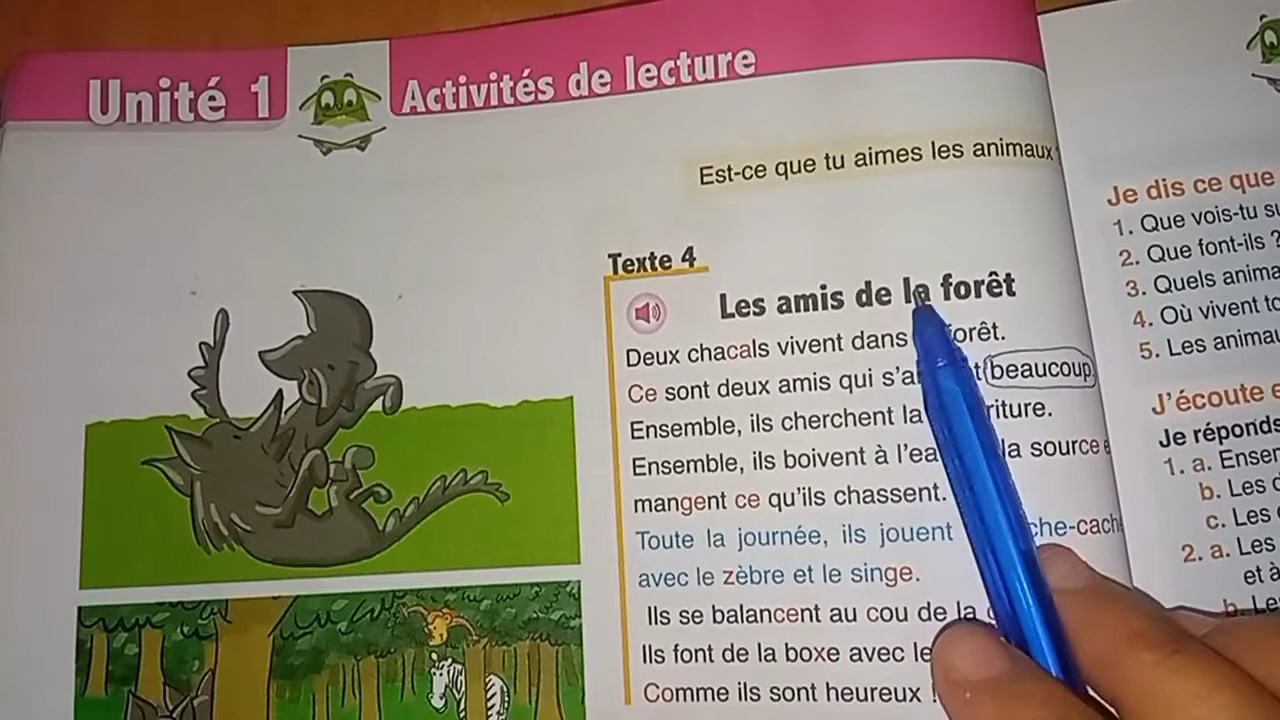 Unité 1 Activités de lecture
Est-ce que tu aimes les animaux
Texte 4
Les amis de la forêt
Deux chacals vivent dans
Ce sont deux amis qui beaucoup
Ensemble, ils cherchent la
Ensemble, ils boivent à la source
mangent ce qu'ils chassent.
Toute la journée, ils jouent
avec le zèbre et le singe.
Ils se balancent au cou de la
Ils font de la boxe avec
Comme ils sont heureux !
Je dis ce que
1. Que vois-tu
2. Que font-ils ?
3. Quels
4. Où vivent
5. Les
J'écoute
Je réponds
1. a.
b. Les
c. Les
2. a. Les
et à
b.